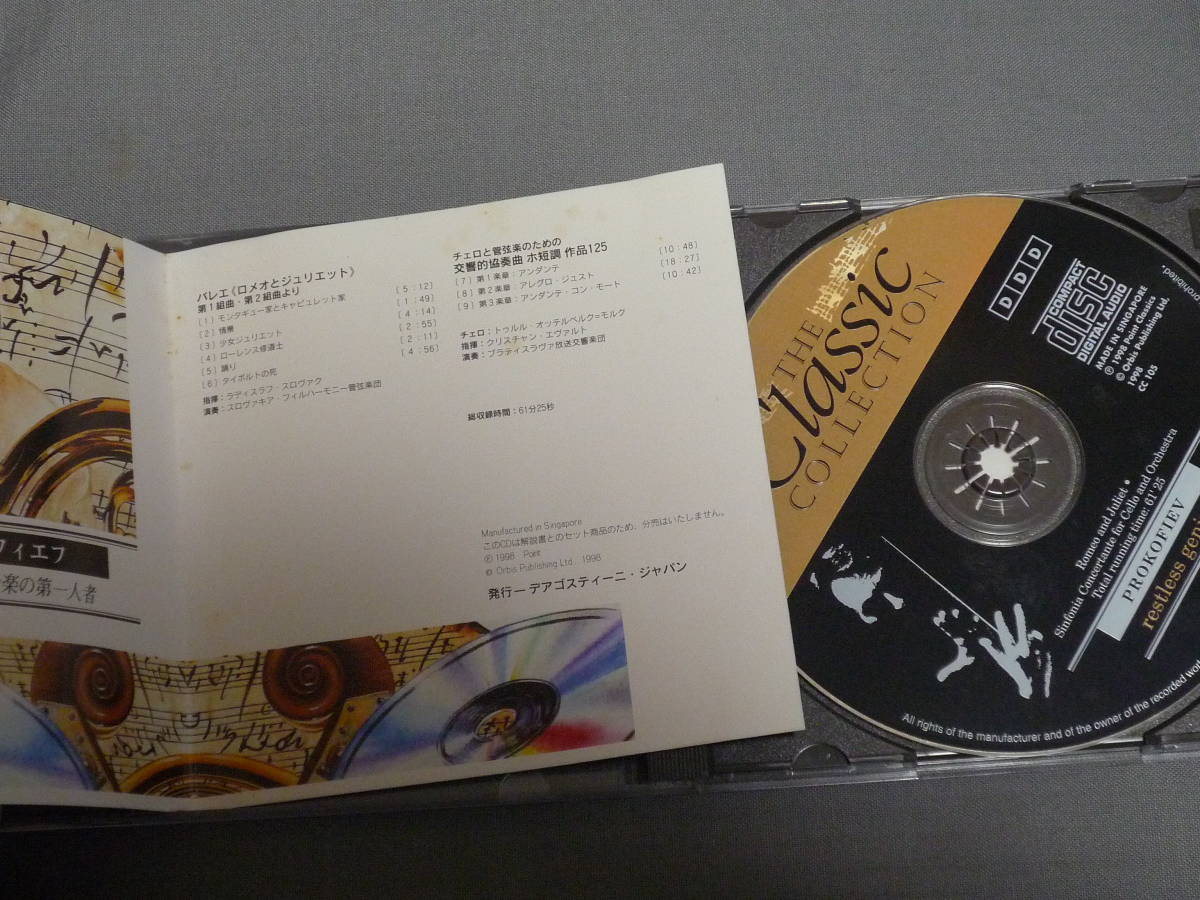 フィエフ
楽の第一人者
バレエ《ロメオとジュリエット》
第1組曲・第2組曲より
〔1〕モンタギュー家とキャピュレット家 〔5:12〕
〔2〕情景 〔1:49〕
〔3〕少女ジュリエット 〔4:14〕
〔4〕ローレンス修道士 〔2:55〕
〔5〕踊り 〔2:11〕
〔6〕タイボルトの死 〔4:56〕
指揮：ラディスラフ・スロヴァク
演奏：スロヴァキア・フィルハーモニー管弦楽団
チェロと管弦楽のための
交響的協奏曲 ホ短調 作品125
〔7〕第1楽章：アンダンテ 〔10:48〕
〔8〕第2楽章：アレグロ・ジュスト 〔18:27〕
〔9〕第3楽章：アンダンテ・コン・モート 〔10:42〕
チェロ：トゥルル・オッテルベルク=モルク
指揮：クリスチャン・エヴァルト
演奏：ブラティスラヴァ放送交響楽団
総収録時間：61分25秒
Manufactured in Singapore
このCDは解説書とのセット商品のため、分売はいたしません。
Ⓟ 1998 Point
© Orbis Publishing Ltd. 1998
発行ー デアゴスティーニ・ジャパン
THE
Classic
COLLECTION
D D D
COMPACT
disc
DIGITAL AUDIO
MADE IN SINGAPORE
Ⓟ 1998 Point Classics
© Orbis Publishing Ltd.
1998
CC 105
Romeo and Juliet •
Sinfonia Concertante for Cello and Orchestra
Total running time: 61'25
PROKOFIEV
restless
All rights of the manufacturer and of the owner of the recorded
prohibited.